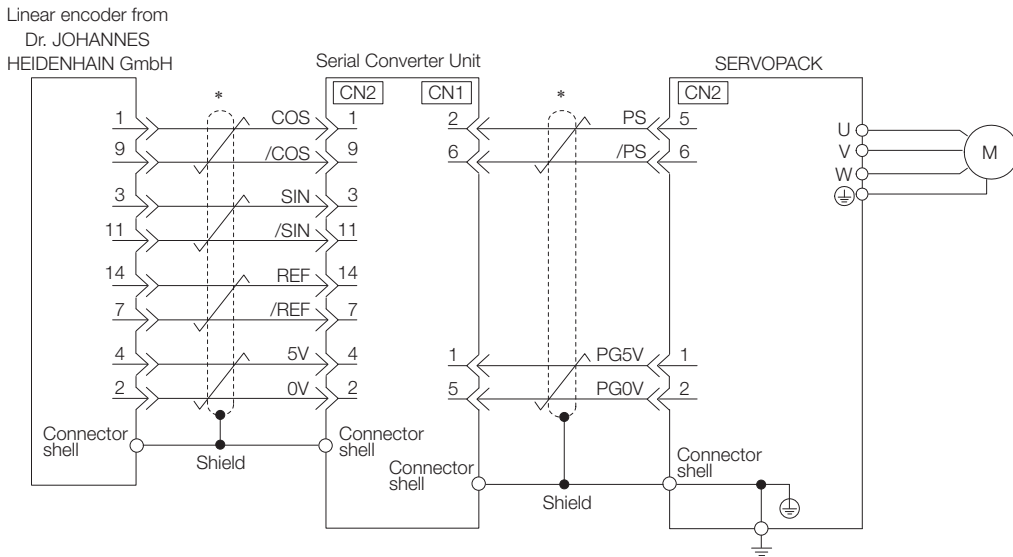 Linear encoder from
Dr. JOHANNES
HEIDENHAIN GmbH
Serial Converter Unit
SERVOPACK
CN2 CN1 CN2
* *
1 COS 1 2 PS 5
9 /COS 9 6 /PS 6
3 SIN 3
11 /SIN 11
14 REF 14
7 /REF 7
4 5V 4 1 PG5V 1
2 0V 2 5 PG0V 2
U
V
W
M
Connector
shell
Shield
Connector
shell
Connector
shell
Shield
Connector
shell